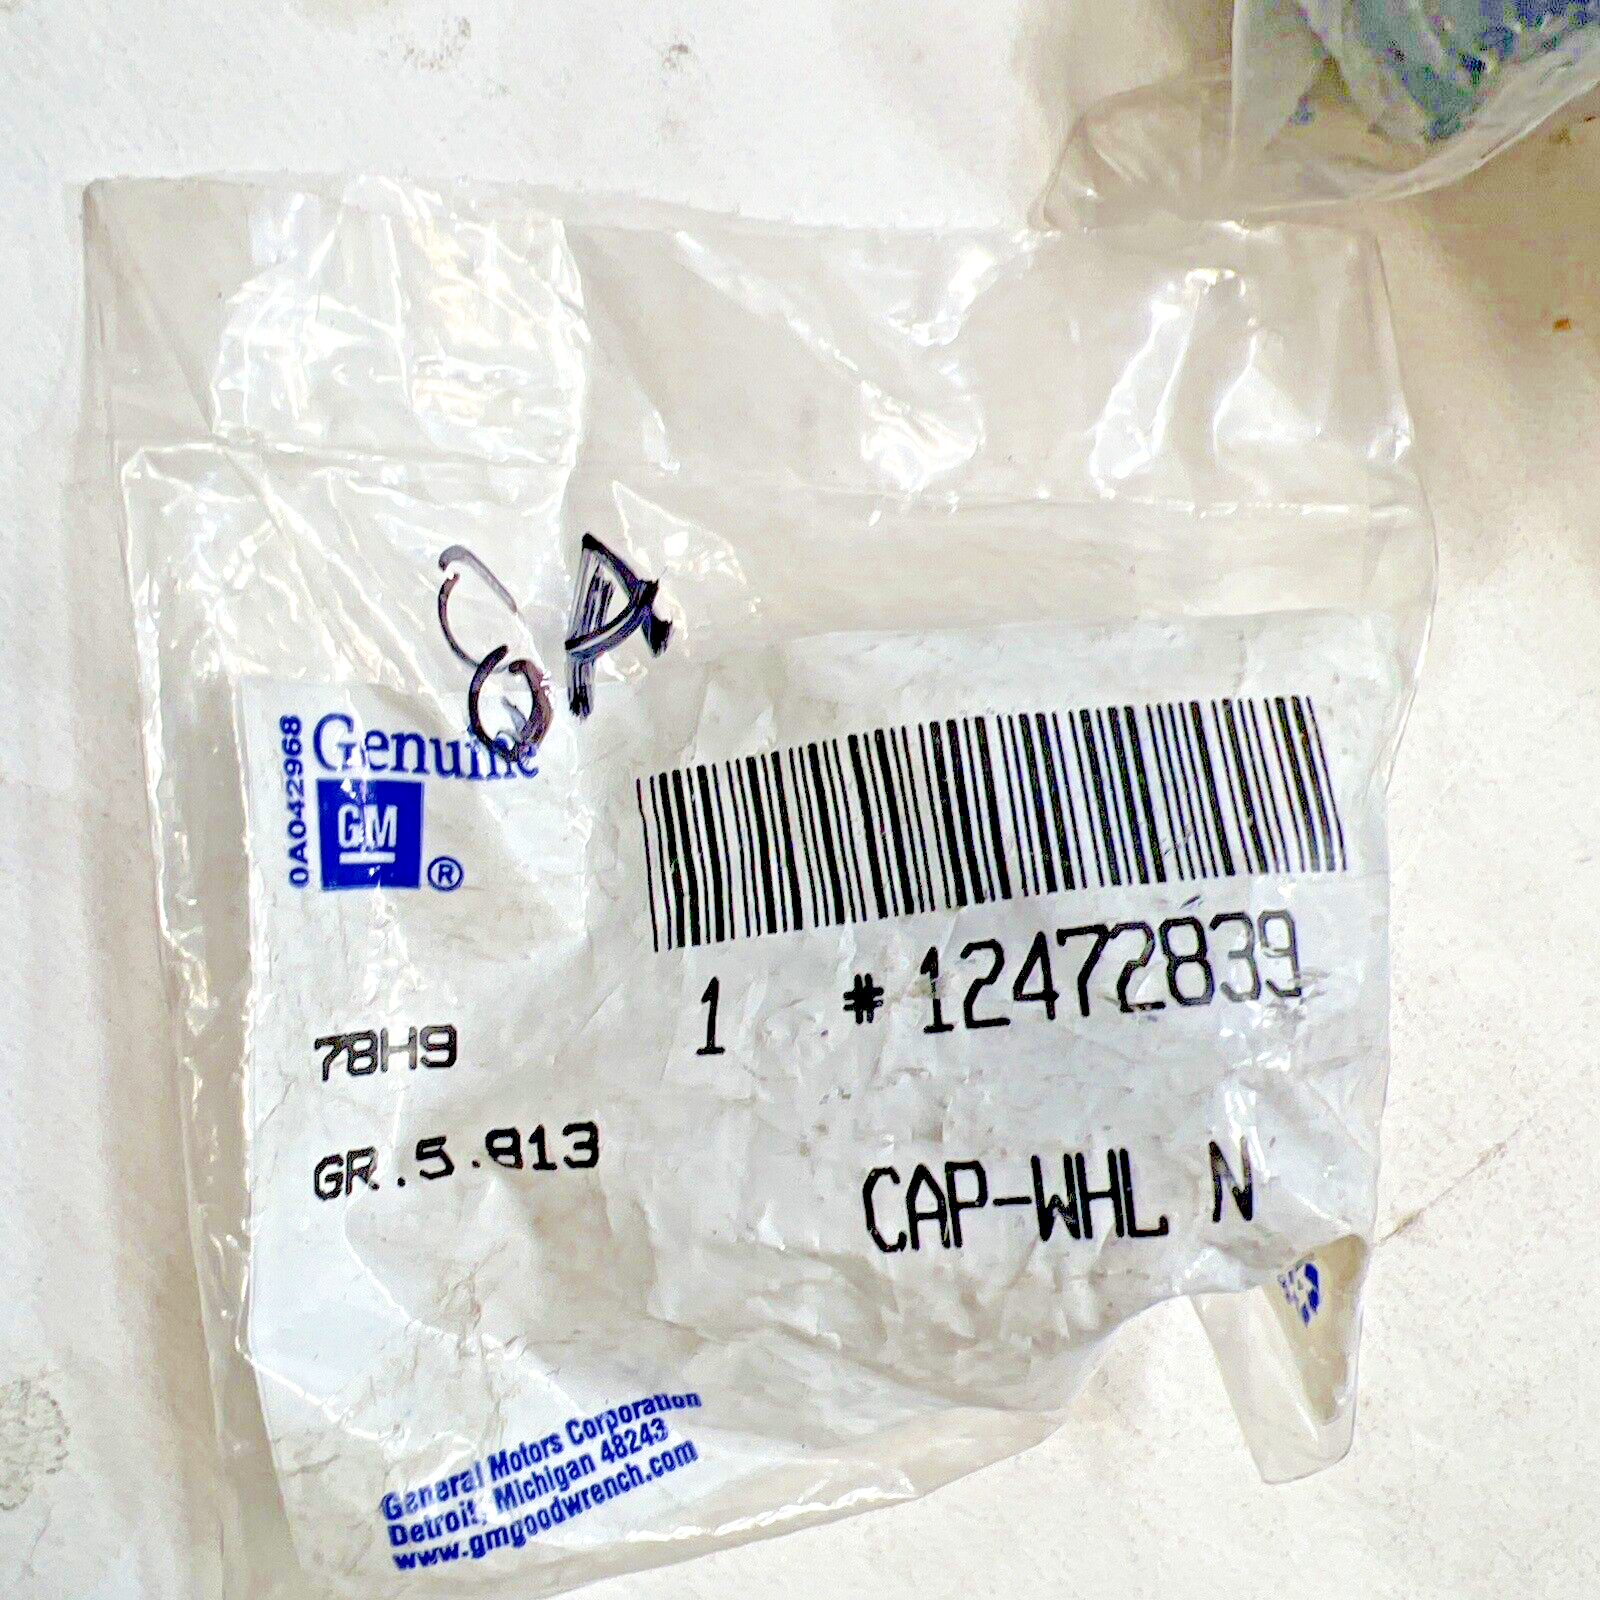 8A
0A042968
Genuine
GM ®
1 # 12472839
78H9
GR. 5.813
CAP-WHL N
General Motors Corporation
Detroit, Michigan 48243
www.gmgoodwrench.com